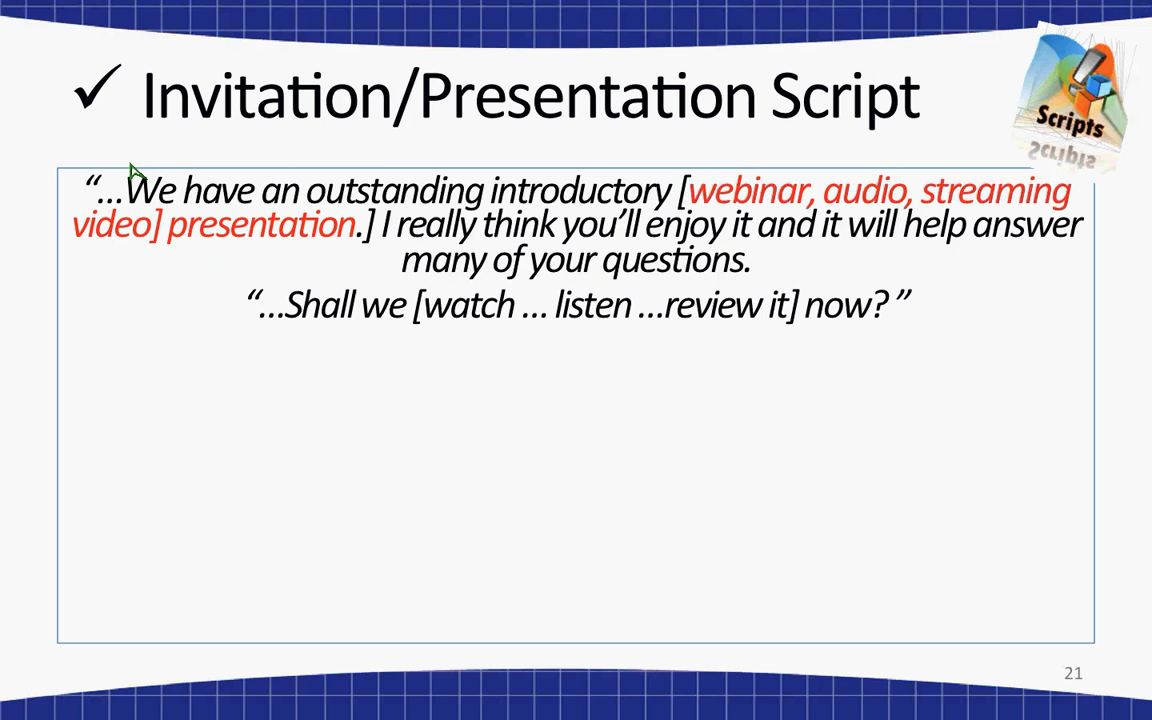 ✓ Invitation/Presentation Script
Scripts
“…We have an outstanding introductory [webinar, audio, streaming
video] presentation.] I really think you’ll enjoy it and it will help answer
many of your questions.
“…Shall we [watch … listen …review it] now? ”
21